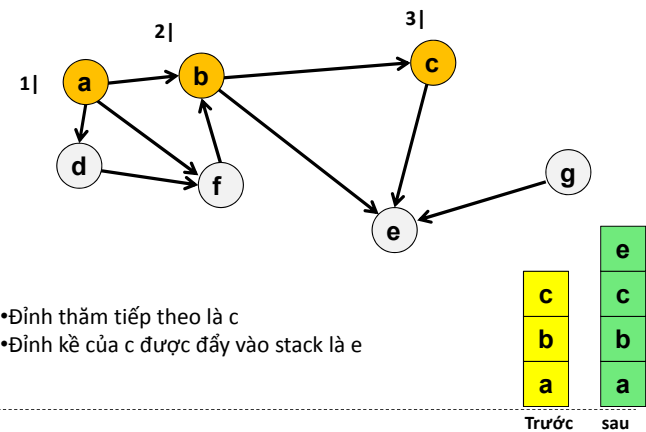 3|
2|
1|
a
b
c
d
f
g
e
e
c
c
b
b
a
a
•Đỉnh thăm tiếp theo là c
•Đỉnh kề của c được đẩy vào stack là e
Trước
sau